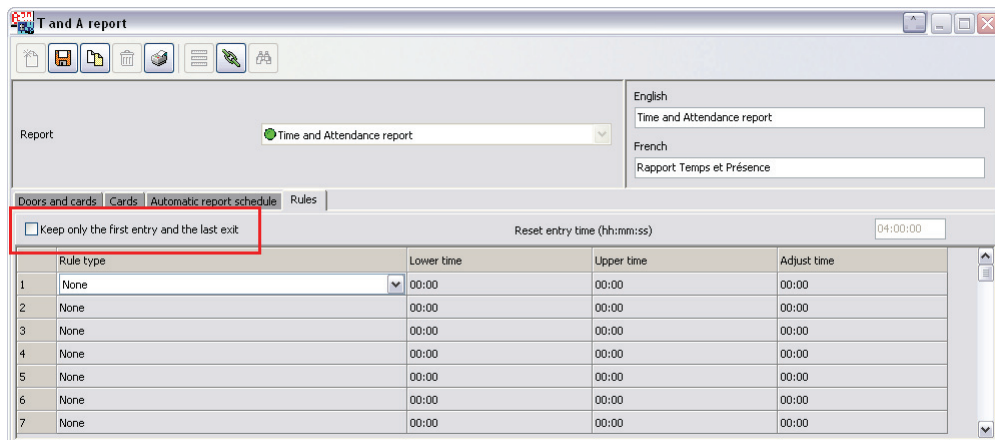 T and A report
English
Time and Attendance report
Report
Time and Attendance report
French
Rapport Temps et Présence
Doors and cards Cards Automatic report schedule Rules
Keep only the first entry and the last exit Reset entry time (hh:mm:ss) 04:00:00
Rule type Lower time Upper time Adjust time
1 None 00:00 00:00 00:00
2 None 00:00 00:00 00:00
3 None 00:00 00:00 00:00
4 None 00:00 00:00 00:00
5 None 00:00 00:00 00:00
6 None 00:00 00:00 00:00
7 None 00:00 00:00 00:00